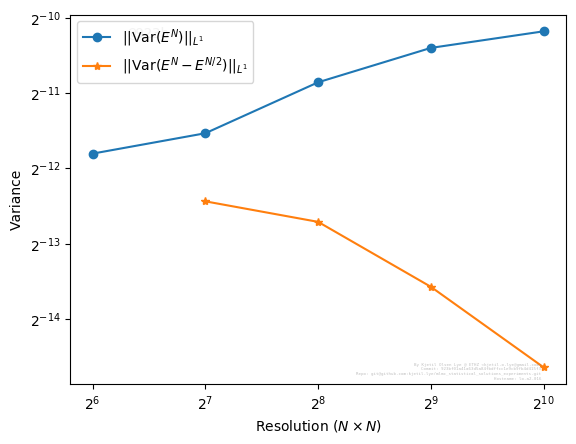 2^{-10}
||Var(E^N)||_{L^1}
||Var(E^N − E^{N/2})||_{L^1}
2^{-11}
2^{-12}
2^{-13}
2^{-14}
Variance
2^6 2^7 2^8 2^9 2^{10}
Resolution (N × N)